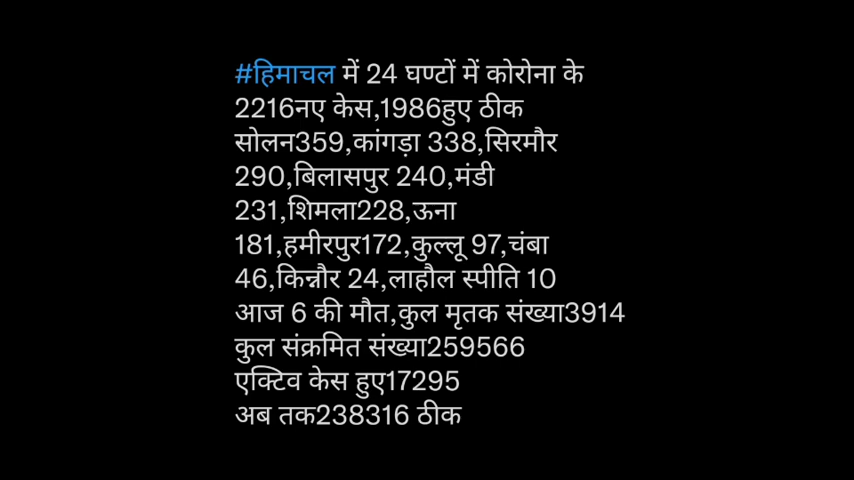 #हिमाचल में 24 घण्टों में कोरोना के
2216नए केस,1986हुए ठीक
सोलन359,कांगड़ा 338,सिरमौर
290,बिलासपुर 240,मंडी
231,शिमला228,ऊना
181,हमीरपुर172,कुल्लू 97,चंबा
46,किन्नौर 24,लाहौल स्पीति 10
आज 6 की मौत,कुल मृतक संख्या3914
कुल संक्रमित संख्या259566
एक्टिव केस हुए17295
अब तक238316 ठीक